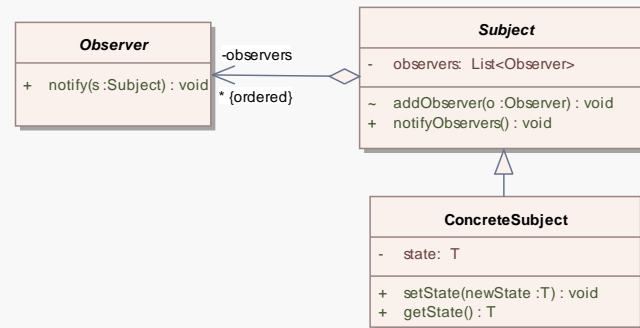 Observer
+ notify(s :Subject) : void
-observers
* {ordered}
Subject
- observers: List<Observer>
~ addObserver(o :Observer) : void
+ notifyObservers() : void
ConcreteSubject
- state: T
+ setState(newState :T) : void
+ getState() : T